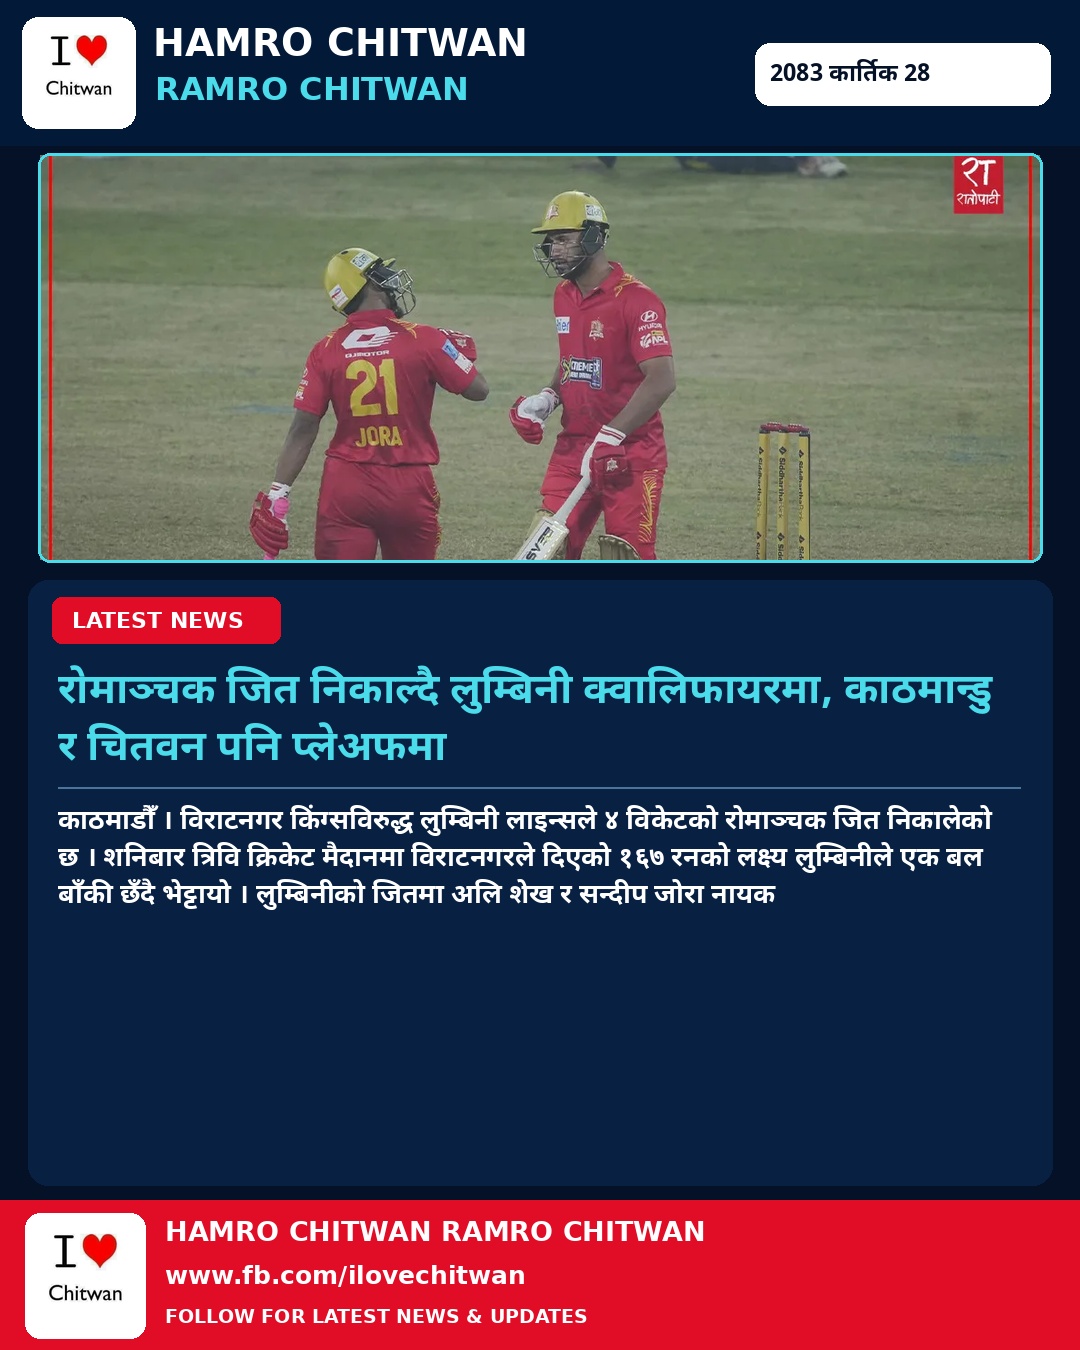 I ❤
Chitwan
HAMRO CHITWAN
RAMRO CHITWAN
2083 कार्तिक 28
रातोपाटी
21
JORA
HYUNDAI
NPL
LATEST NEWS
रोमाञ्चक जित निकाल्दै लुम्बिनी क्वालिफायरमा, काठमान्डु
र चितवन पनि प्लेअफमा
काठमाडौँ । विराटनगर किंग्सविरुद्ध लुम्बिनी लाइन्सले ४ विकेटको रोमाञ्चक जित निकालेको
छ । शनिबार त्रिवि क्रिकेट मैदानमा विराटनगरले दिएको १६७ रनको लक्ष्य लुम्बिनीले एक बल
बाँकी छँदै भेट्टायो । लुम्बिनीको जितमा अलि शेख र सन्दीप जोरा नायक
I ❤
Chitwan
HAMRO CHITWAN RAMRO CHITWAN
www.fb.com/ilovechitwan
FOLLOW FOR LATEST NEWS & UPDATES